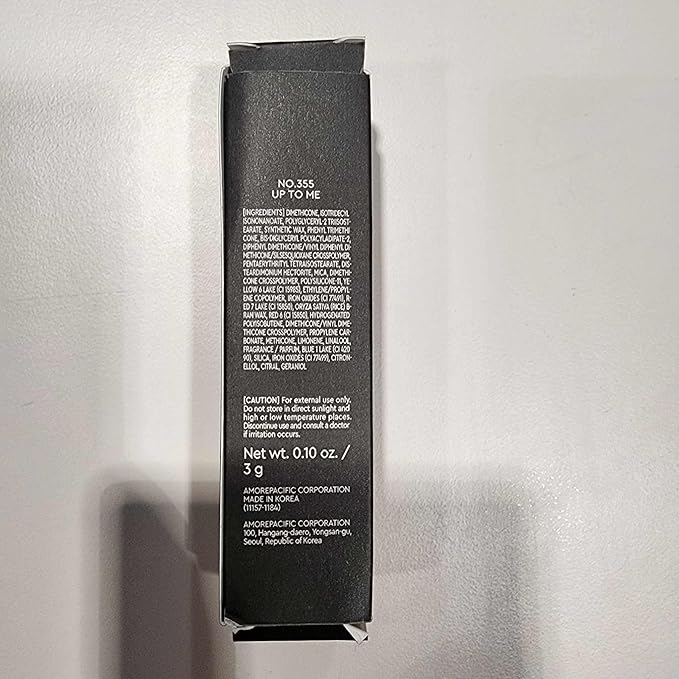 NO.355
UP TO ME
[INGREDIENTS] DIMETHICONE, ISOTRIDECYL
ISONONANOATE, POLYGLYCERYL-2 TRIISOST-
EARATE, SYNTHETIC WAX, PHENYL TRIMETHI
CONE, BIS-DIGLYCERYL POLYACYLADIPATE-2,
DIPHENYL DIMETHICONE/VINYL DIPHENYL DI
METHICONE/SILSESQUIOXANE CROSSPOLYMER,
PENTAERYTHRITYL TETRAISOSTEARATE, DIS-
TEARDIMONIUM HECTORITE, MICA, DIMETHI-
CONE CROSSPOLYMER, POLYSILICONE-11, YE
LLOW 6 LAKE (CI 15985), ETHYLENE/PROPYL
ENE COPOLYMER, IRON OXIDES (CI 77491), R
ED 7 LAKE (CI 15850), ORYZA SATIVA (RICE) B
RAN WAX, RED 6 (CI 15850), HYDROGENATED
POLYISOBUTENE, DIMETHICONE/VINYL DIME
THICONE CROSSPOLYMER, PROPYLENE CAR
BONATE, METHICONE, LIMONENE, LINALOOL,
FRAGRANCE / PARFUM, BLUE 1 LAKE (CI 420
90), SILICA, IRON OXIDES (CI 77499), CITRON-
ELLOL, CITRAL, GERANIOL
[CAUTION] For external use only.
Do not store in direct sunlight and
high or low temperature places.
Discontinue use and consult a doctor
if irritation occurs.
Net wt. 0.10 oz. /
3 g
AMOREPACIFIC CORPORATION
MADE IN KOREA
(11157-1184)
AMOREPACIFIC CORPORATION
100, Hangang-daero, Yongsan-gu,
Seoul, Republic of Korea